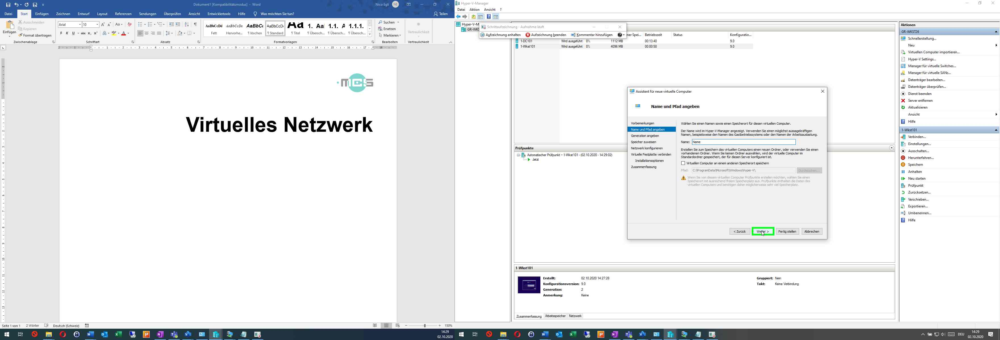 Dokument1 [Kompatibilitätsmodus] - Word
Nico Egli
NE
Datei Start Einfügen Zeichnen Entwurf Layout Referenzen Sendungen Überprüfen Ansicht Entwicklertools Hilfe Was möchten Sie tun? Teilen
Einfügen
Ausschneiden
Kopieren
Format übertragen
Zwischenablage
Arial 10
F K U abc
Schriftart
Absatz
AaBbCcDd AaBbCcDc AaBbCc AaBbCcDı Aa 1. Aa 1.1. A 1.1.1.
Fett Hervorhe... ¶ löschen ¶ Standard ¶ Titel ¶ Übersch... ¶ Übersch... ¶ Übersch...
Formatvorlagen
Suchen
Ersetzen
Markieren
Bearbeiten
Vertraulichkeit
Vertraulichkeit
mcs
Virtuelles Netzwerk
Seite 1 von 1 2 Wörter Deutsch (Schweiz) 150%
14:29
02.10.2020
Hyper-V-Manager
Datei Aktion Ansicht ?
Hyper-V-M
GR-WKS
Schrittaufzeichnung - Aufnahme läuft
Aufzeichnung anhalten Aufzeichnung beenden Kommentar hinzufügen
ner Spei... Betriebszeit Status Konfiguratio...
1-DC101 Wird ausgeführt 0% 1112 MB 00:13:40 9.0
1-Wkst101 Wird ausgeführt 0% 4096 MB 00:00:50 9.0
Assistent für neue virtuelle Computer
Name und Pfad angeben
Vorbemerkungen
Name und Pfad angeben
Generation angeben
Speicher zuweisen
Netzwerk konfigurieren
Virtuelle Festplatte verbinden
Installationsoptionen
Zusammenfassung
Wählen Sie einen Namen sowie einen Speicherort für diesen virtuellen Computer.
Der Name wird im Hyper-V-Manager angezeigt. Verwenden Sie einen möglichst aussagekräftigen
Namen, beispielsweise den Namen des Gastbetriebssystems oder den Namen der Arbeitsauslastung.
Name: Name
Erstellen Sie zum Speichern des virtuellen Computers einen neuen Ordner, oder verwenden Sie einen
vorhandenen Ordner. Wenn Sie keinen Ordner auswählen, wird der virtuelle Computer im
Standardordner gespeichert, der für diesen Server konfiguriert ist.
Virtuellen Computer an einem anderen Speicherort speichern
Pfad: C:\ProgramData\Microsoft\Windows\Hyper-V\ Durchsuchen...
Wenn Sie von diesem virtuellen Computer Prüfpunkte erstellen möchten, wählen Sie einen
Speicherort mit ausreichend freiem Speicherplatz aus. Prüfpunkte enthalten die Daten des
virtuellen Computers und benötigen daher möglicherweise sehr viel Speicherplatz.
< Zurück Weiter > Fertig stellen Abbrechen
Prüfpunkte
Automatischer Prüfpunkt – 1-Wkst101 - (02.10.2020 - 14:29:02)
Jetzt
1-Wkst101
Erstellt: 02.10.2020 14:27:28
Konfigurationsversion: 9.0
Generation: 2
Anmerkung: Keine
Gruppiert: Nein
Takt: Keine Verbindung
Zusammenfassung Arbeitsspeicher Netzwerk
Aktionen
GR-WKST26
Schnellerstellung...
Neu
Virtuellen Computer importieren...
Hyper-V Settings...
Manager für virtuelle Switches...
Manager für virtuelle SANs...
Datenträger bearbeiten...
Datenträger überprüfen...
Dienst beenden
Server entfernen
Aktualisieren
Ansicht
Hilfe
1-Wkst101
Verbinden...
Einstellungen...
Ausschalten...
Herunterfahren...
Speichern
Anhalten
Neu starten
Prüfpunkt
Zurücksetzen...
Verschieben...
Exportieren...
Umbenennen...
Hilfe
DEU
14:29
02.10.2020